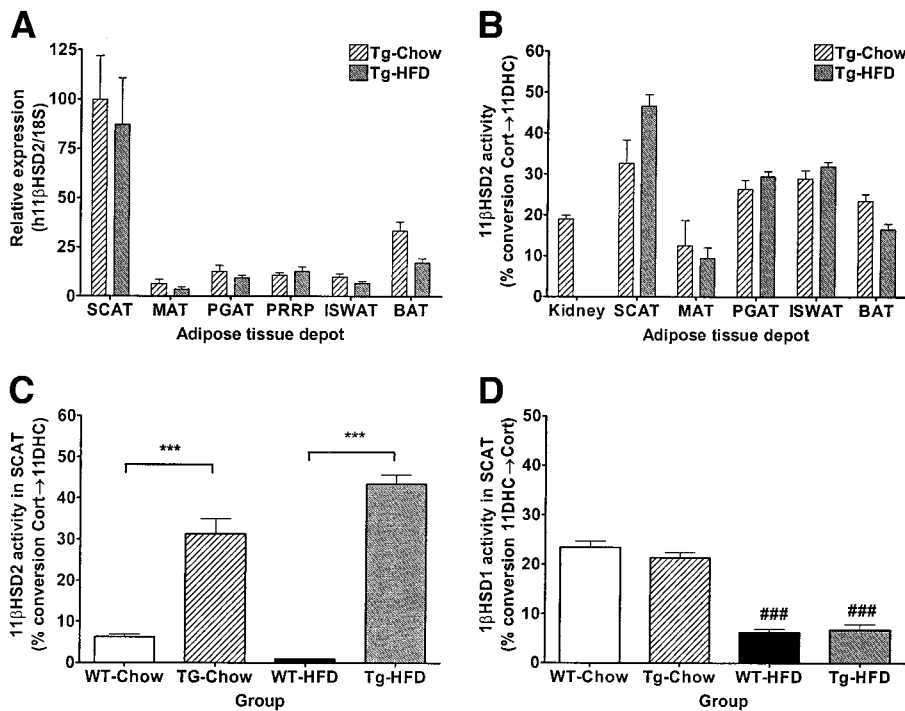 A
Relative expression
(h11βHSD2/18S)
125
100
75
50
25
0
Tg-Chow
Tg-HFD
SCAT MAT PGAT PRRP ISWAT BAT
Adipose tissue depot
B
11βHSD2 activity
(% conversion Cort→11DHC)
60
50
40
30
20
10
0
Tg-Chow
Tg-HFD
Kidney SCAT MAT PGAT ISWAT BAT
Adipose tissue depot
C
11βHSD2 activity in SCAT
(% conversion Cort→11DHC)
60
50
40
30
20
10
0
*** ***
WT-Chow TG-Chow WT-HFD Tg-HFD
Group
D
1βHSD1 activity in SCAT
(% conversion 11DHC→Cort)
50
40
30
20
10
0
### ###
WT-Chow Tg-Chow WT-HFD Tg-HFD
Group